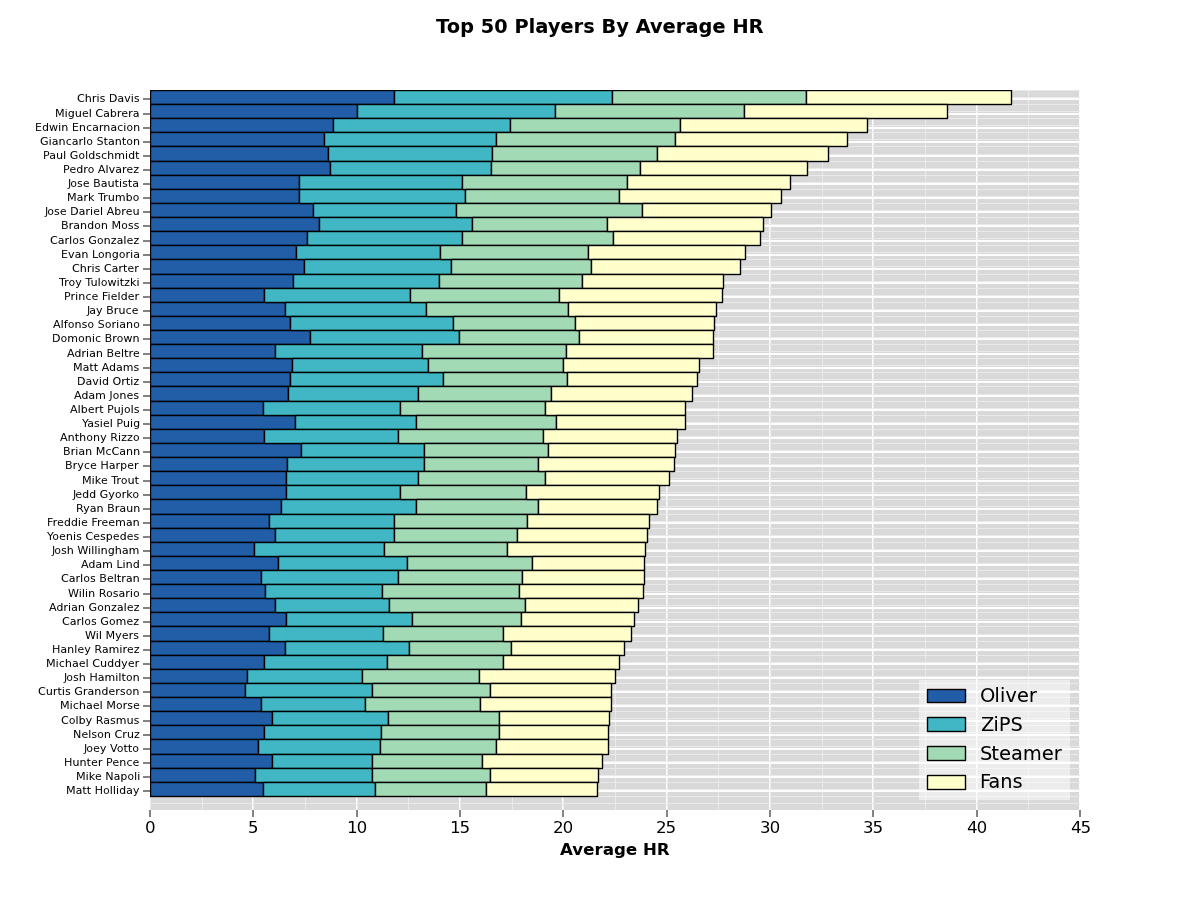 Top 50 Players By Average HR
Chris Davis
Miguel Cabrera
Edwin Encarnacion
Giancarlo Stanton
Paul Goldschmidt
Pedro Alvarez
Jose Bautista
Mark Trumbo
Jose Dariel Abreu
Brandon Moss
Carlos Gonzalez
Evan Longoria
Chris Carter
Troy Tulowitzki
Prince Fielder
Jay Bruce
Alfonso Soriano
Domonic Brown
Adrian Beltre
Matt Adams
David Ortiz
Adam Jones
Albert Pujols
Yasiel Puig
Anthony Rizzo
Brian McCann
Bryce Harper
Mike Trout
Jedd Gyorko
Ryan Braun
Freddie Freeman
Yoenis Cespedes
Josh Willingham
Adam Lind
Carlos Beltran
Wilin Rosario
Adrian Gonzalez
Carlos Gomez
Wil Myers
Hanley Ramirez
Michael Cuddyer
Josh Hamilton
Curtis Granderson
Michael Morse
Colby Rasmus
Nelson Cruz
Joey Votto
Hunter Pence
Mike Napoli
Matt Holliday
Oliver
ZiPS
Steamer
Fans
0 5 10 15 20 25 30 35 40 45
Average HR